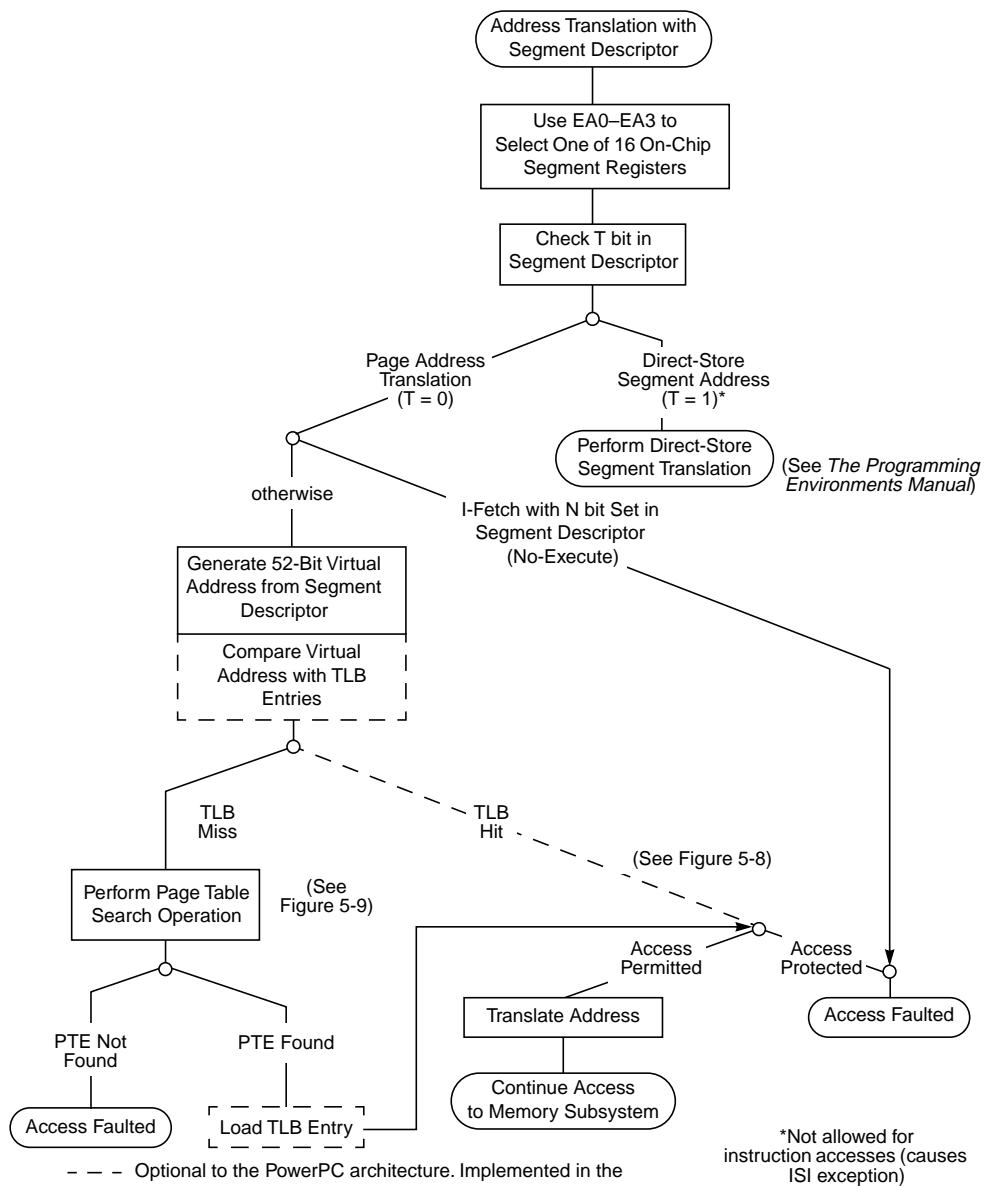 Address Translation with
Segment Descriptor
Use EA0–EA3 to
Select One of 16 On-Chip
Segment Registers
Check T bit in
Segment Descriptor
Page Address
Translation
(T = 0)
Direct-Store
Segment Address
(T = 1)*
Perform Direct-Store
Segment Translation
(See The Programming
Environments Manual)
otherwise
I-Fetch with N bit Set in
Segment Descriptor
(No-Execute)
Generate 52-Bit Virtual
Address from Segment
Descriptor
Compare Virtual
Address with TLB
Entries
TLB
Miss
TLB
Hit
(See Figure 5-8)
Perform Page Table
Search Operation
(See
Figure 5-9)
Access
Permitted
Access
Protected
Translate Address
Access Faulted
PTE Not
Found
PTE Found
Continue Access
to Memory Subsystem
Access Faulted
Load TLB Entry
*Not allowed for
instruction accesses (causes
ISI exception)
Optional to the PowerPC architecture. Implemented in the